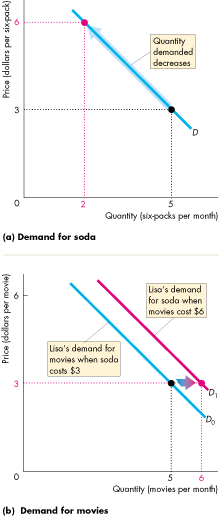 Price (dollars per six-pack)
6
Quantity
demanded
decreases
3
D
0
2
5
Quantity (six-packs per month)
(a) Demand for soda
Price (dollars per movie)
6
Lisa's demand
for soda when
movies cost $6
Lisa's demand for
movies when soda
costs $3
3
D1
D0
0
5
6
Quantity (movies per month)
(b) Demand for movies